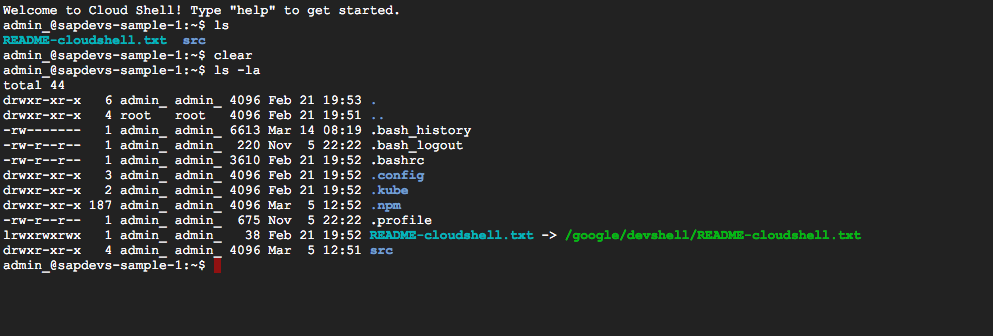 Welcome to Cloud Shell! Type "help" to get started.
admin_@sapdevs-sample-1:~$ ls
README-cloudshell.txt  src
admin_@sapdevs-sample-1:~$ clear
admin_@sapdevs-sample-1:~$ ls -la
total 44
drwxr-xr-x   6 admin_ admin_ 4096 Feb 21 19:53 .
drwxr-xr-x   4 root   root   4096 Feb 21 19:51 ..
-rw-------   1 admin_ admin_ 6613 Mar 14 08:19 .bash_history
-rw-r--r--   1 admin_ admin_  220 Nov  5 22:22 .bash_logout
-rw-r--r--   1 admin_ admin_ 3610 Feb 21 19:52 .bashrc
drwxr-xr-x   3 admin_ admin_ 4096 Feb 21 19:52 .config
drwxr-xr-x   2 admin_ admin_ 4096 Feb 21 19:52 .kube
drwxr-xr-x 187 admin_ admin_ 4096 Mar  5 12:52 .npm
-rw-r--r--   1 admin_ admin_  675 Nov  5 22:22 .profile
lrwxrwxrwx   1 admin_ admin_   38 Feb 21 19:52 README-cloudshell.txt -> /google/devshell/README-cloudshell.txt
drwxr-xr-x   4 admin_ admin_ 4096 Mar  5 12:51 src
admin_@sapdevs-sample-1:~$